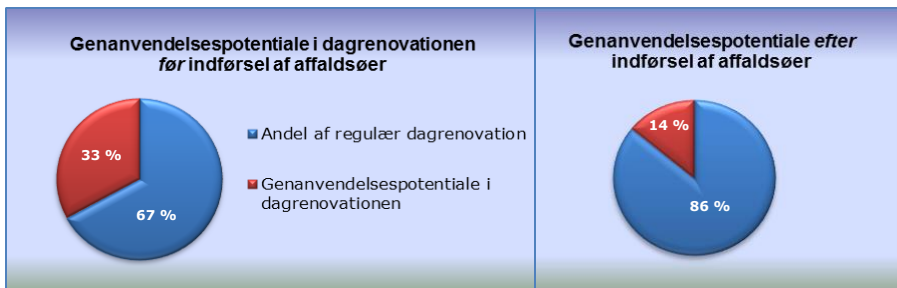 Genanvendelsespotentiale i dagrenovationen
før indførsel af affaldsøer
33 %
67 %
Andel af regulær dagrenovation
Genanvendelsespotentiale i
dagrenovationen
Genanvendelsespotentiale efter
indførsel af affaldsøer
14 %
86 %